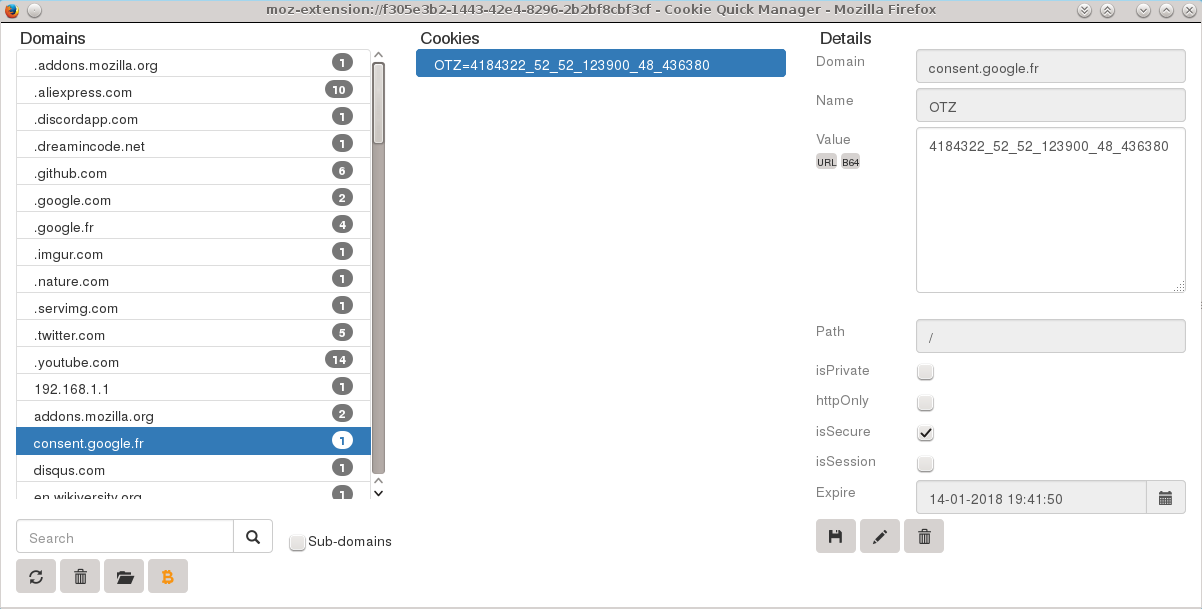 moz-extension://f305e3b2-1443-42e4-8296-2b2bf8cbf3cf - Cookie Quick Manager - Mozilla Firefox
Domains
.addons.mozilla.org 1
.aliexpress.com 10
.discordapp.com 1
.dreamincode.net 1
.github.com 6
.google.com 2
.google.fr 4
.imgur.com 1
.nature.com 1
.servimg.com 1
.twitter.com 5
.youtube.com 14
192.168.1.1 1
addons.mozilla.org 2
consent.google.fr 1
disqus.com 1
en.wikiversity.org 1
Search
Sub-domains
Cookies
OTZ=4184322_52_52_123900_48_436380
Details
Domain consent.google.fr
Name OTZ
Value 4184322_52_52_123900_48_436380
URL B64
Path /
isPrivate
httpOnly
isSecure
isSession
Expire 14-01-2018 19:41:50